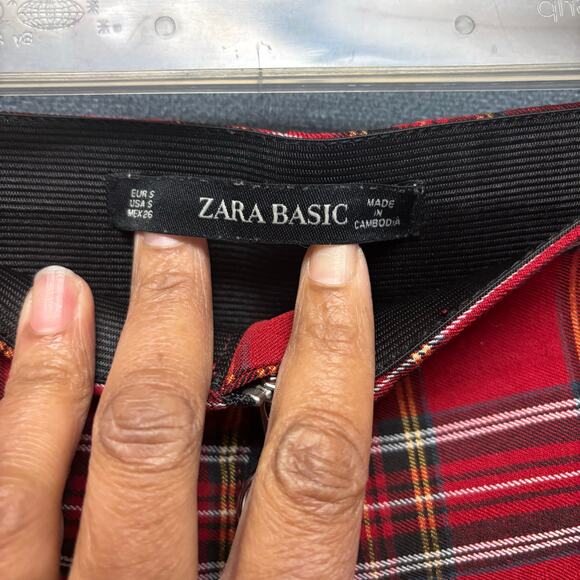 EUR S
USA S
MEX 26
ZARA BASIC
MADE
IN
CAMBODIA